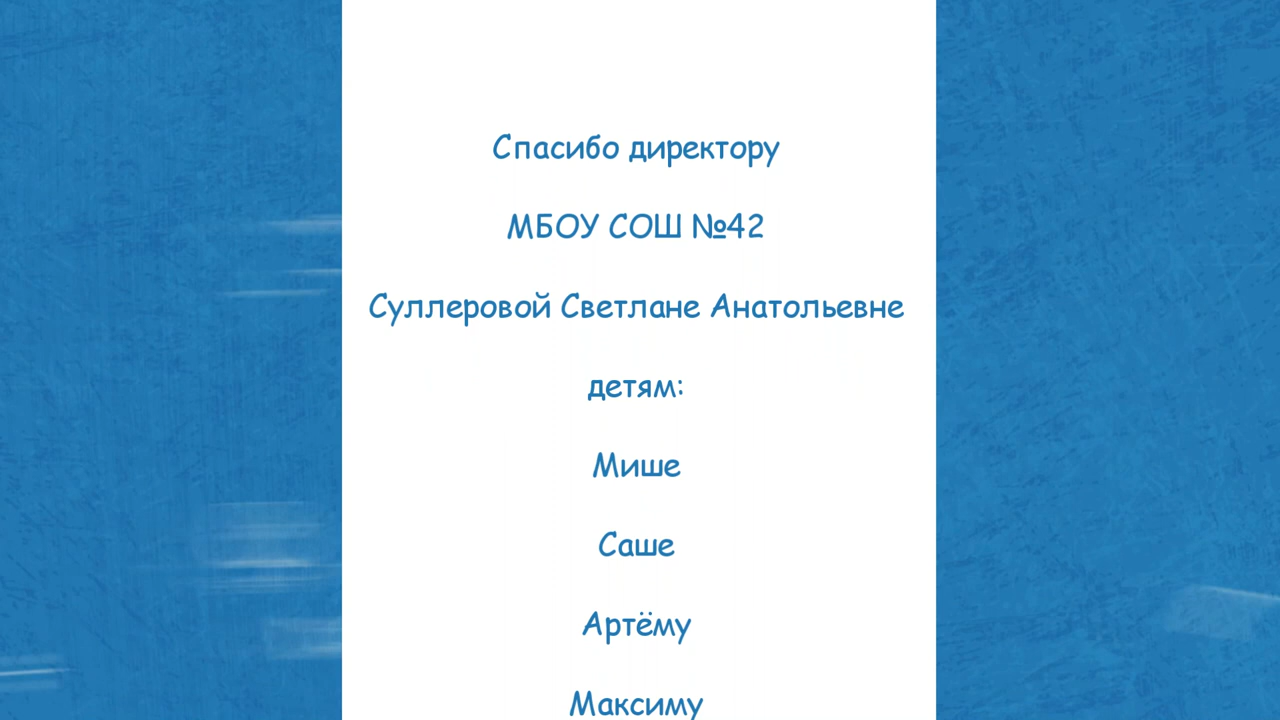 Спасибо директору
МБОУ СОШ №42
Суллеровой Светлане Анатольевне
детям:
Мише
Саше
Артёму
Максиму